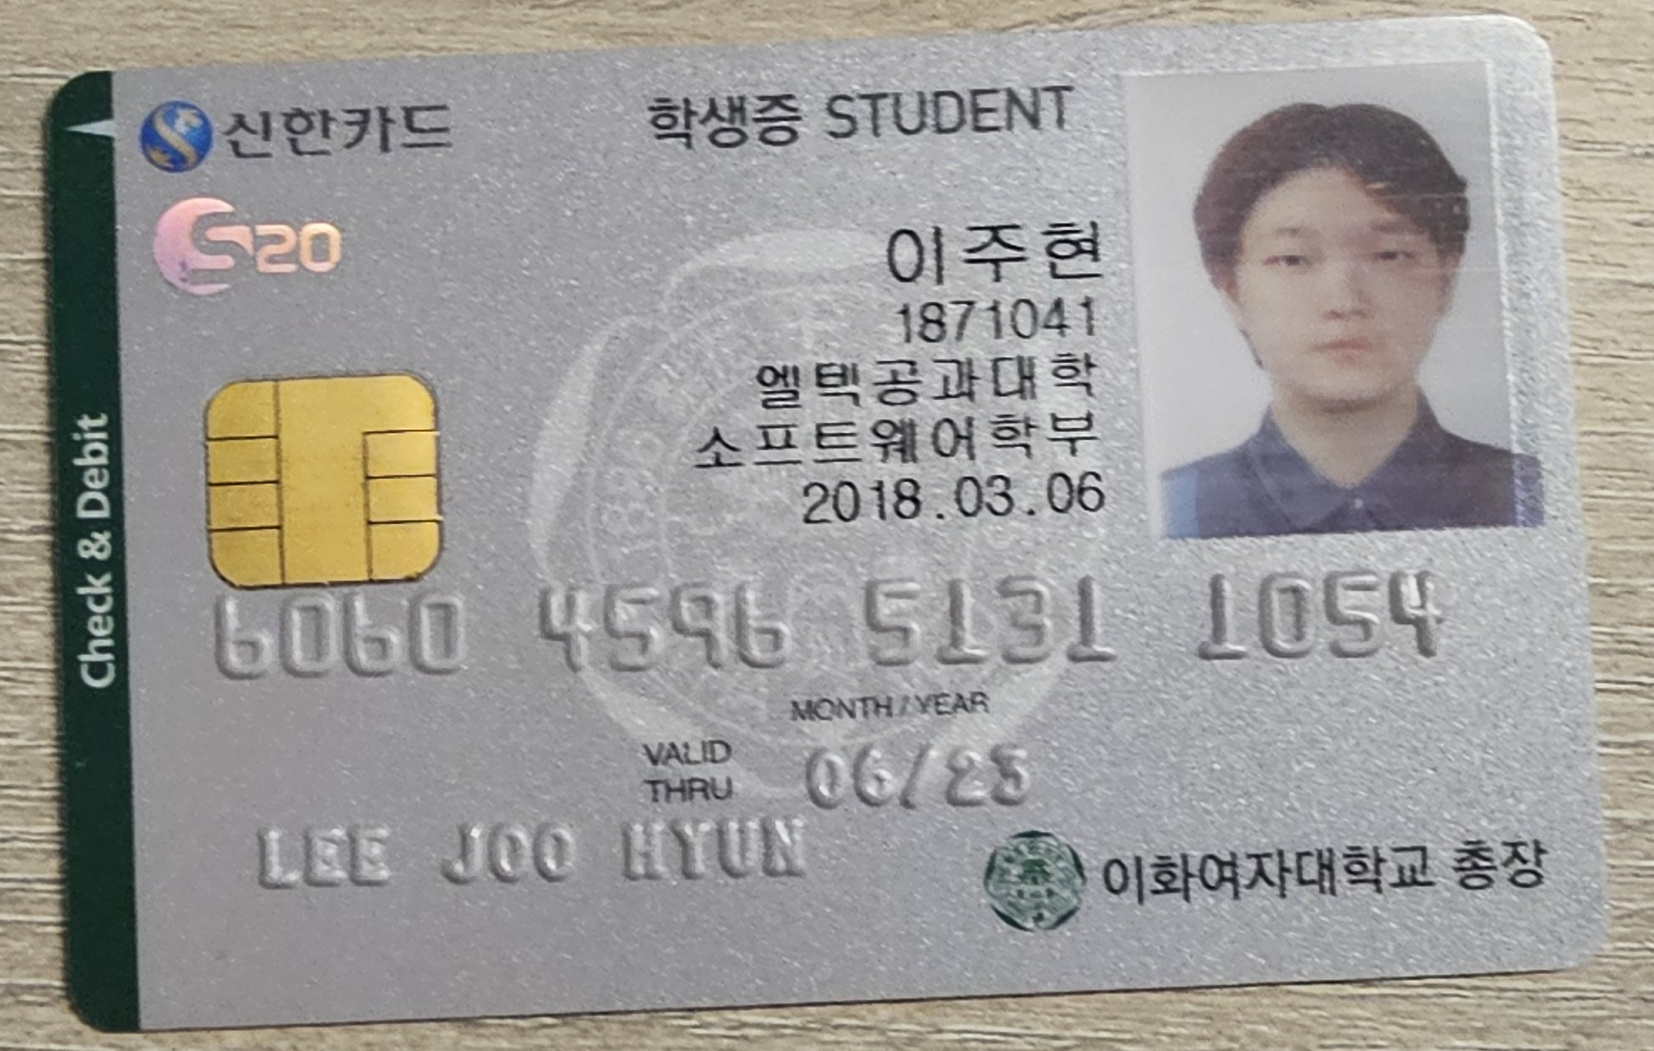 신한카드 학생증 STUDENT
S20
이주현
1871041
엘텍공과대학
소프트웨어학부
2018.03.06
Check & Debit
6060 4596 5131 1054
MONTH/YEAR
VALID THRU
LEE JOO HYUN
이화여자대학교 총장